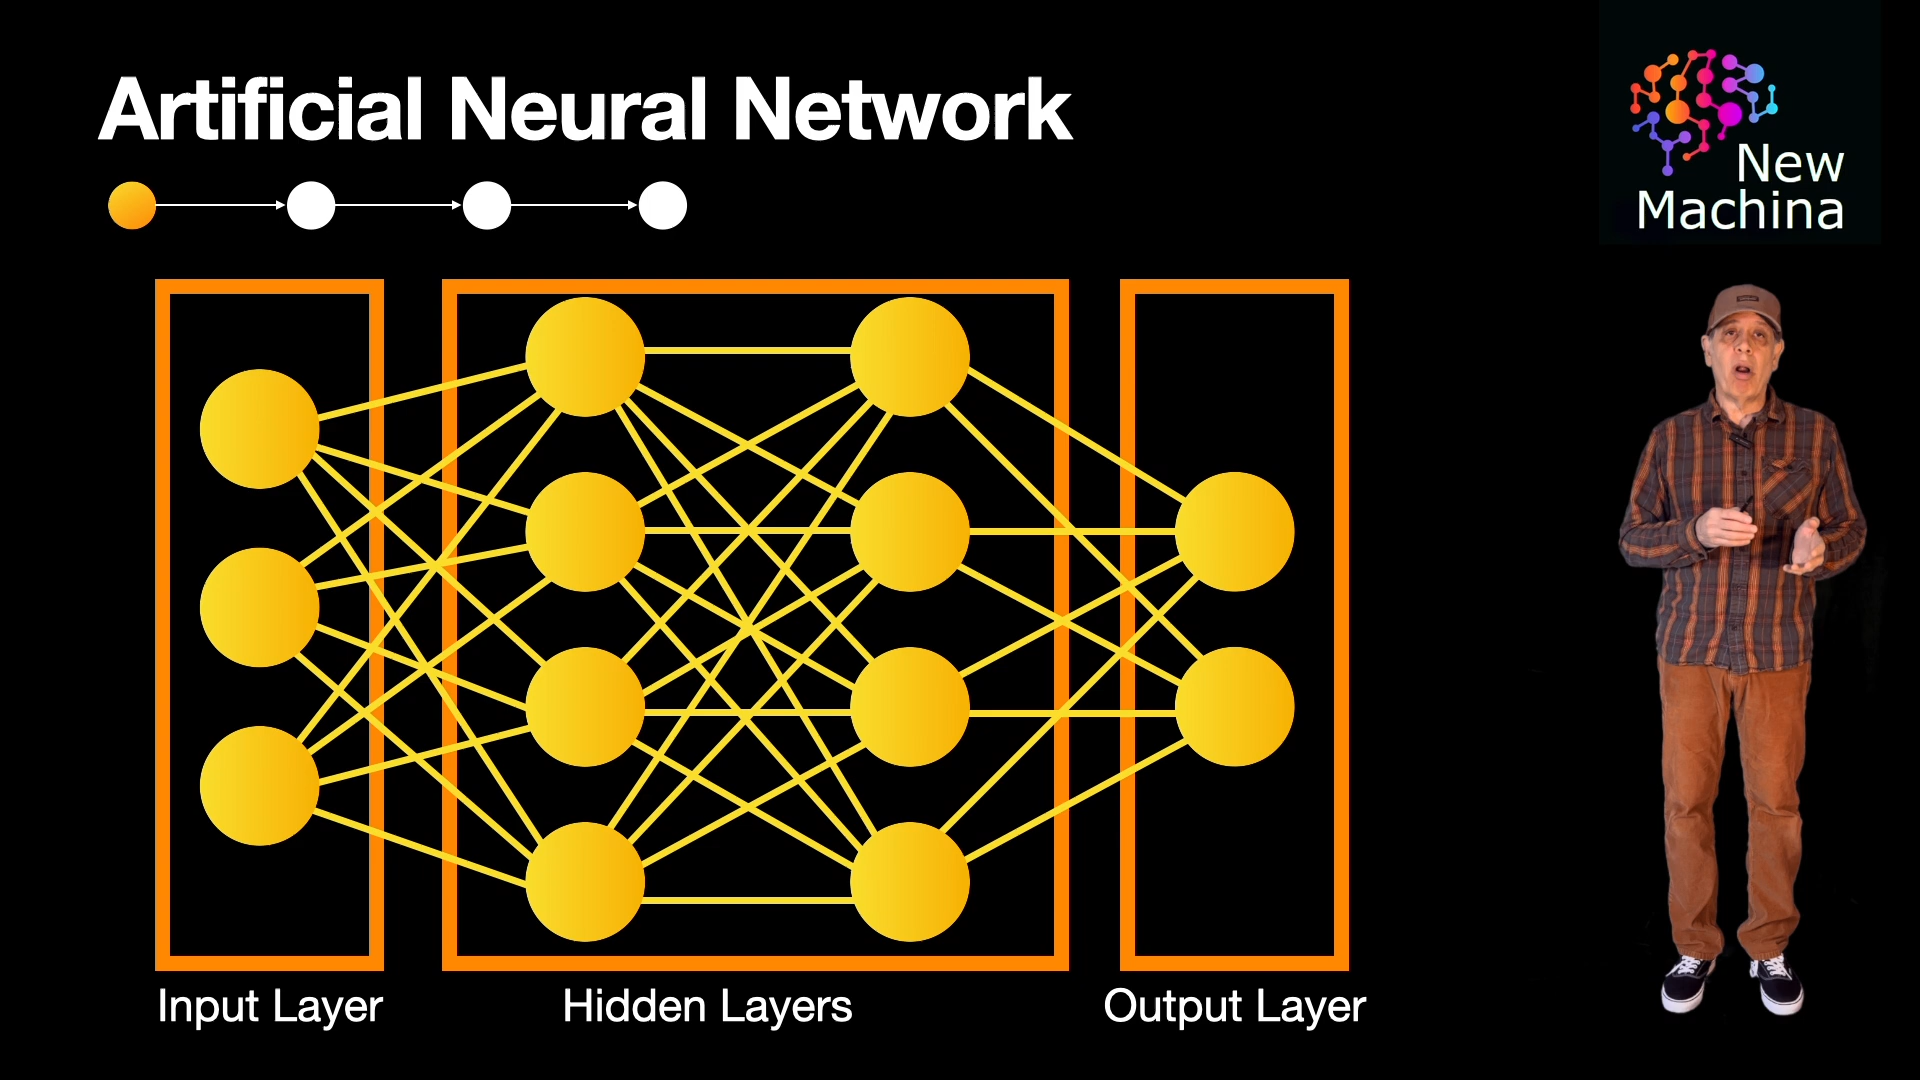 Artificial Neural Network
New
Machina
Input Layer
Hidden Layers
Output Layer